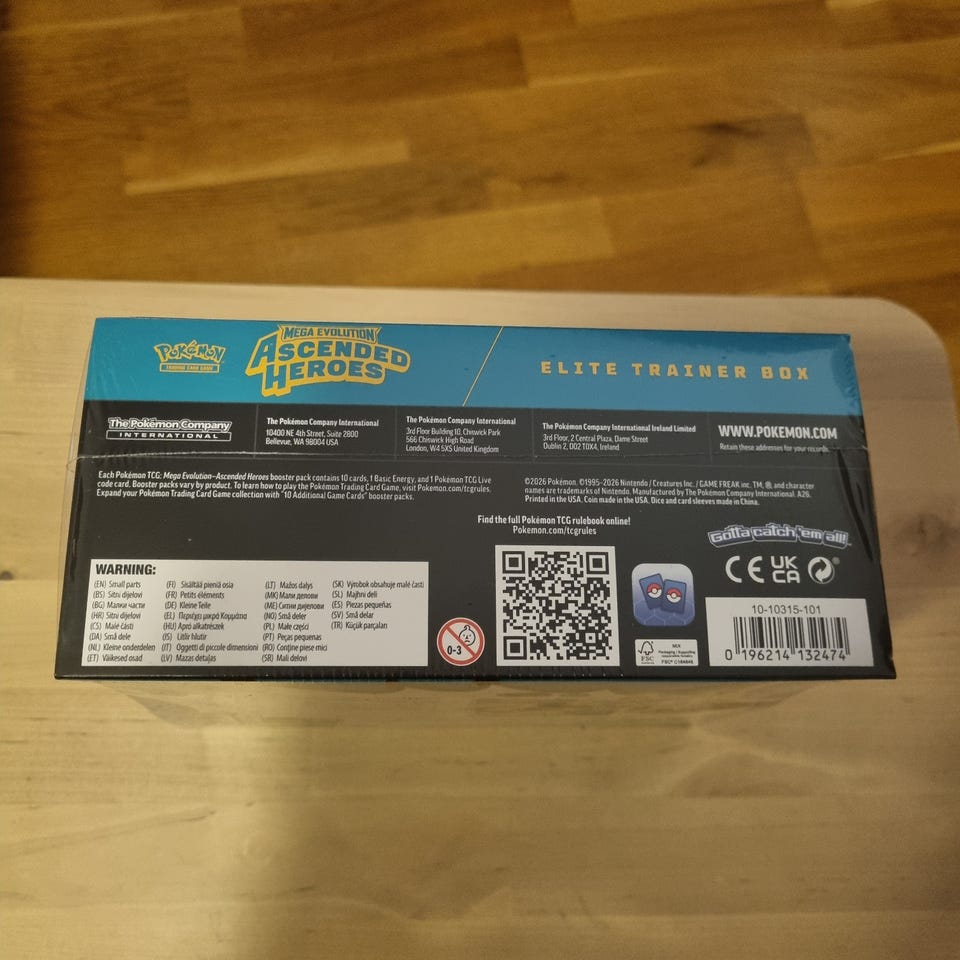 Pokémon
TRADING CARD GAME
MEGA EVOLUTION
ASCENDED
HEROES
ELITE TRAINER BOX
The Pokémon Company
INTERNATIONAL
The Pokémon Company International
10400 NE 4th Street, Suite 2800
Bellevue, WA 98004 USA
The Pokémon Company International
3rd Floor Building 10, Chiswick Park
566 Chiswick High Road
London, W4 5XS United Kingdom
The Pokémon Company International Ireland Limited
3rd Floor, 2 Central Plaza, Dame Street
Dublin 2, D02 T0X4, Ireland
WWW.POKEMON.COM
Retain these addresses for your records.
Each Pokémon TCG: Mega Evolution—Ascended Heroes booster pack contains 10 cards, 1 Basic Energy, and 1 Pokémon TCG Live
code card. Booster packs vary by product. To learn how to play the Pokémon Trading Card Game, visit Pokemon.com/tcgrules.
Expand your Pokémon Trading Card Game collection with "10 Additional Game Cards" booster packs.
©2026 Pokémon. ©1995–2026 Nintendo / Creatures Inc. / GAME FREAK inc. TM, ®, and character
names are trademarks of Nintendo. Manufactured by The Pokémon Company International. A26.
Printed in the USA. Coin made in the USA. Dice and card sleeves made in China.
Find the full Pokémon TCG rulebook online!
Pokemon.com/tcgrules
Gotta catch 'em all!
CE UK
CA
WARNING:
(EN) Small parts
(BS) Sitni dijelovi
(BG) Малки части
(HR) Sitni dijelovi
(CS) Malé části
(DA) Små dele
(NL) Kleine onderdelen
(ET) Väikesed osad
(FI) Sisältää pieniä osia
(FR) Petits éléments
(DE) Kleine Teile
(EL) Περιέχει μικρά Κομμάτια
(HU) Apró alkatrészek
(IS) Litlir hlutir
(IT) Oggetti di piccole dimensioni
(LV) Mazas detaļas
(LT) Mažos dalys
(MK) Мали делови
(ME) Ситни дијелови
(NO) Små deler
(PL) Małe części
(PT) Peças pequenas
(RO) Conține piese mici
(SR) Mali delovi
(SK) Výrobok obsahuje malé časti
(SL) Majhni deli
(ES) Piezas pequeñas
(SV) Små delar
(TR) Küçük parçaları
0-3
FSC
MIX
Packaging | Supporting
responsible forestry
10-10315-101
0 196214 132474